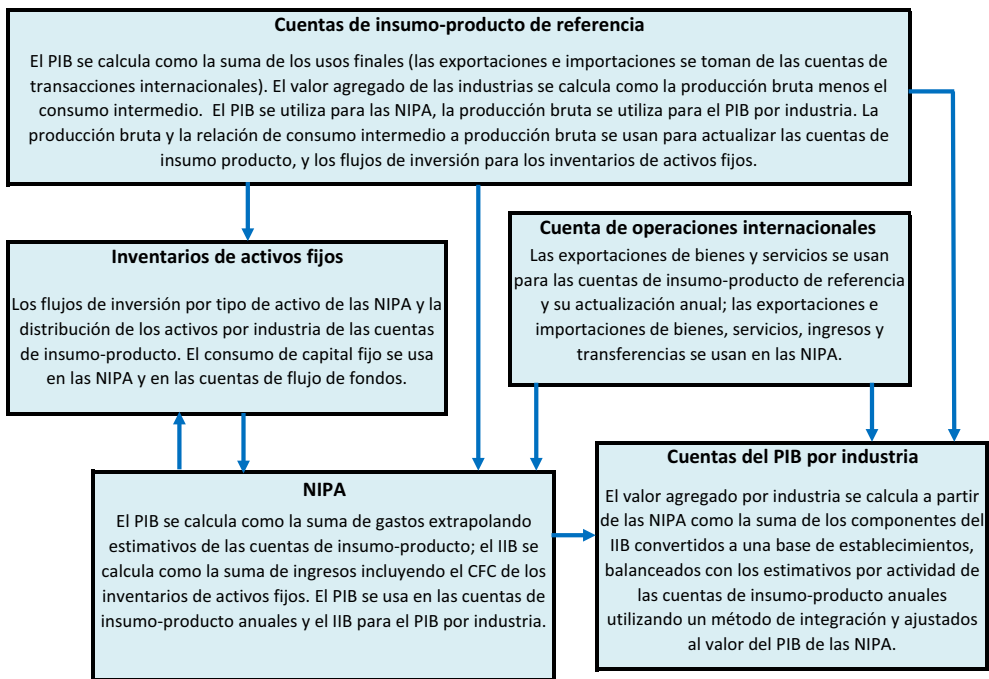 Cuentas de insumo-producto de referencia
El PIB se calcula como la suma de los usos finales (las exportaciones e importaciones se toman de las cuentas de
transacciones internacionales). El valor agregado de las industrias se calcula como la producción bruta menos el
consumo intermedio. El PIB se utiliza para las NIPA, la producción bruta se utiliza para el PIB por industria. La
producción bruta y la relación de consumo intermedio a producción bruta se usan para actualizar las cuentas de
insumo producto, y los flujos de inversión para los inventarios de activos fijos.
Inventarios de activos fijos
Los flujos de inversión por tipo de activo de las NIPA y la
distribución de los activos por industria de las cuentas
de insumo-producto. El consumo de capital fijo se usa
en las NIPA y en las cuentas de flujo de fondos.
Cuenta de operaciones internacionales
Las exportaciones de bienes y servicios se usan
para las cuentas de insumo-producto de referencia
y su actualización anual; las exportaciones e
importaciones de bienes, servicios, ingresos y
transferencias se usan en las NIPA.
NIPA
El PIB se calcula como la suma de gastos extrapolando
estimativos de las cuentas de insumo-producto; el IIB se
calcula como la suma de ingresos incluyendo el CFC de los
inventarios de activos fijos. El PIB se usa en las cuentas de
insumo-producto anuales y el IIB para el PIB por industria.
Cuentas del PIB por industria
El valor agregado por industria se calcula a partir
de las NIPA como la suma de los componentes del
IIB convertidos a una base de establecimientos,
balanceados con los estimativos por actividad de
las cuentas de insumo-producto anuales
utilizando un método de integración y ajustados
al valor del PIB de las NIPA.